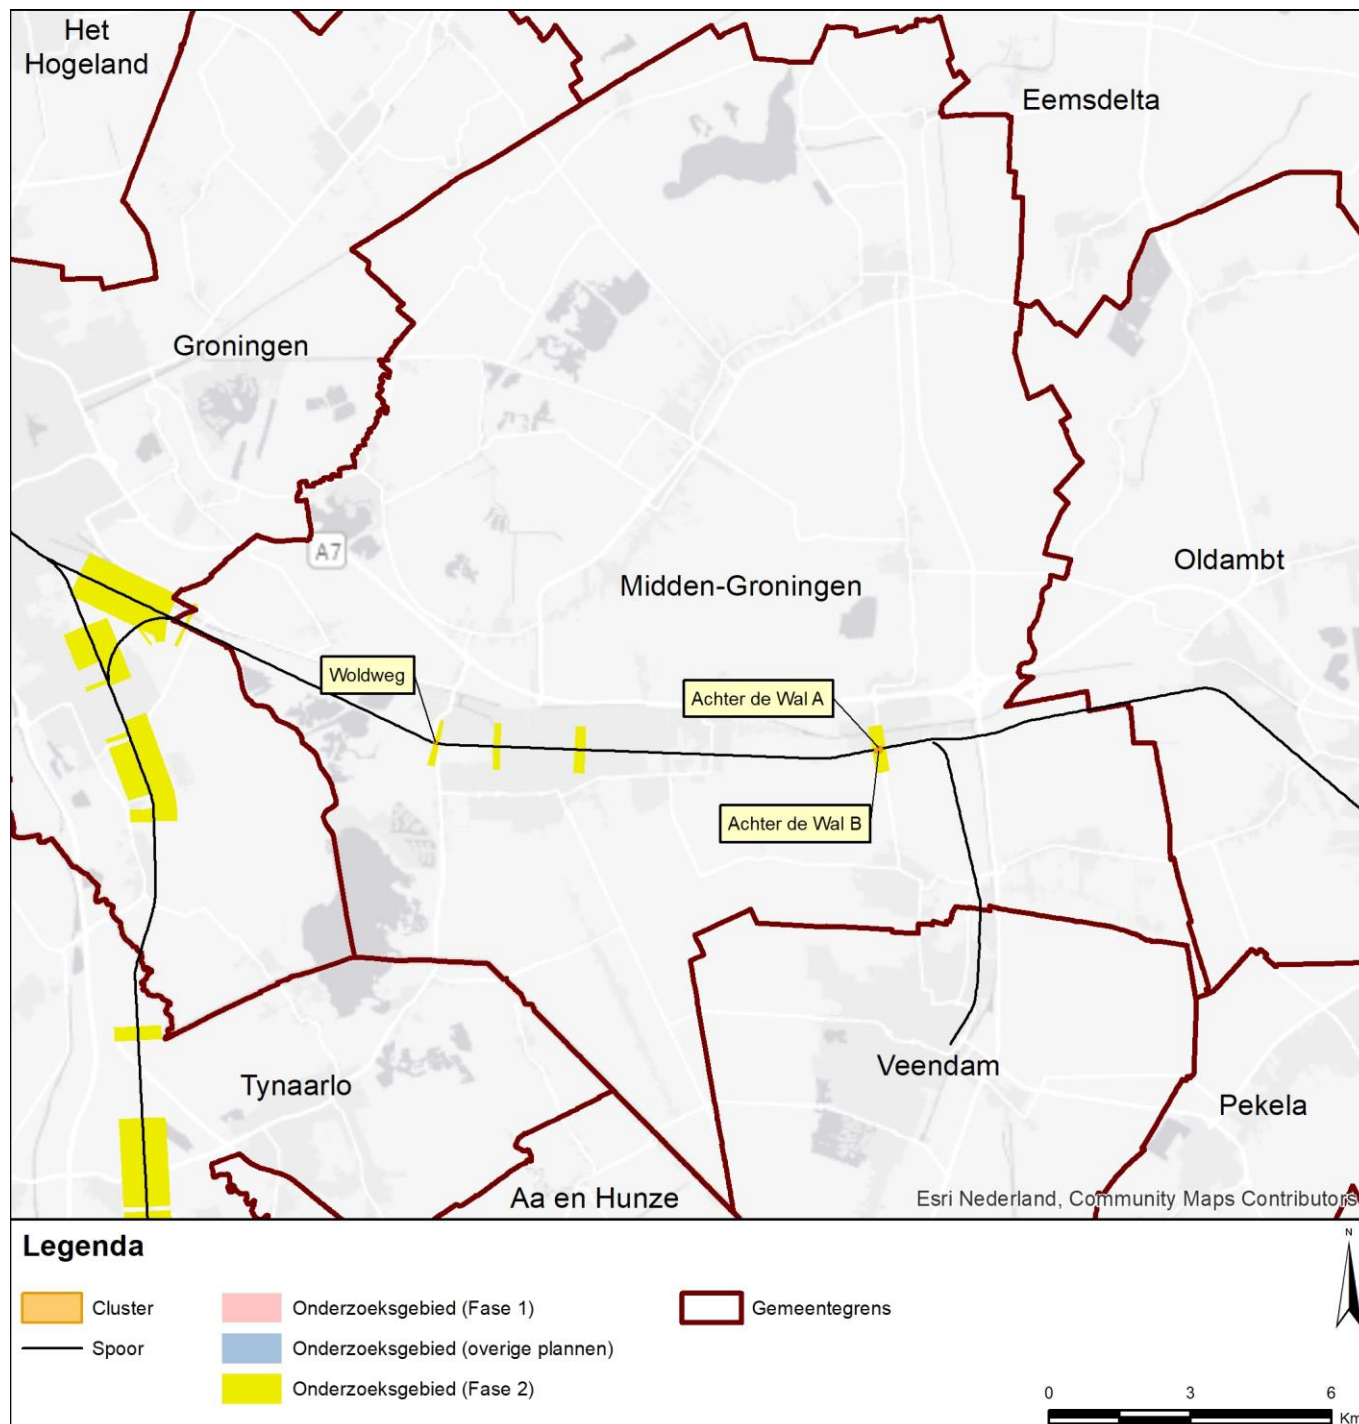 Het
Hogeland
Eemsdelta
Groningen
A7
Midden-Groningen
Oldambt
Woldweg
Achter de Wal A
Achter de Wal B
Veendam
Tynaarlo
Pekela
Aa en Hunze
Esri Nederland, Community Maps Contributors
Legenda
N
Cluster
Onderzoeksgebied (Fase 1)
Gemeentegrens
Spoor
Onderzoeksgebied (overige plannen)
Onderzoeksgebied (Fase 2)
0 3 6
Km